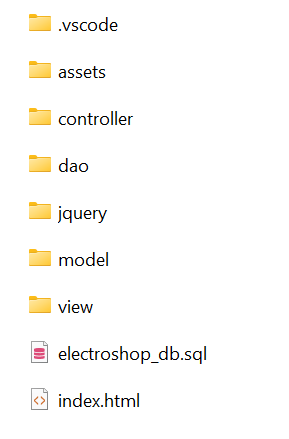 .vscode
assets
controller
dao
jquery
model
view
electroshop_db.sql
index.html